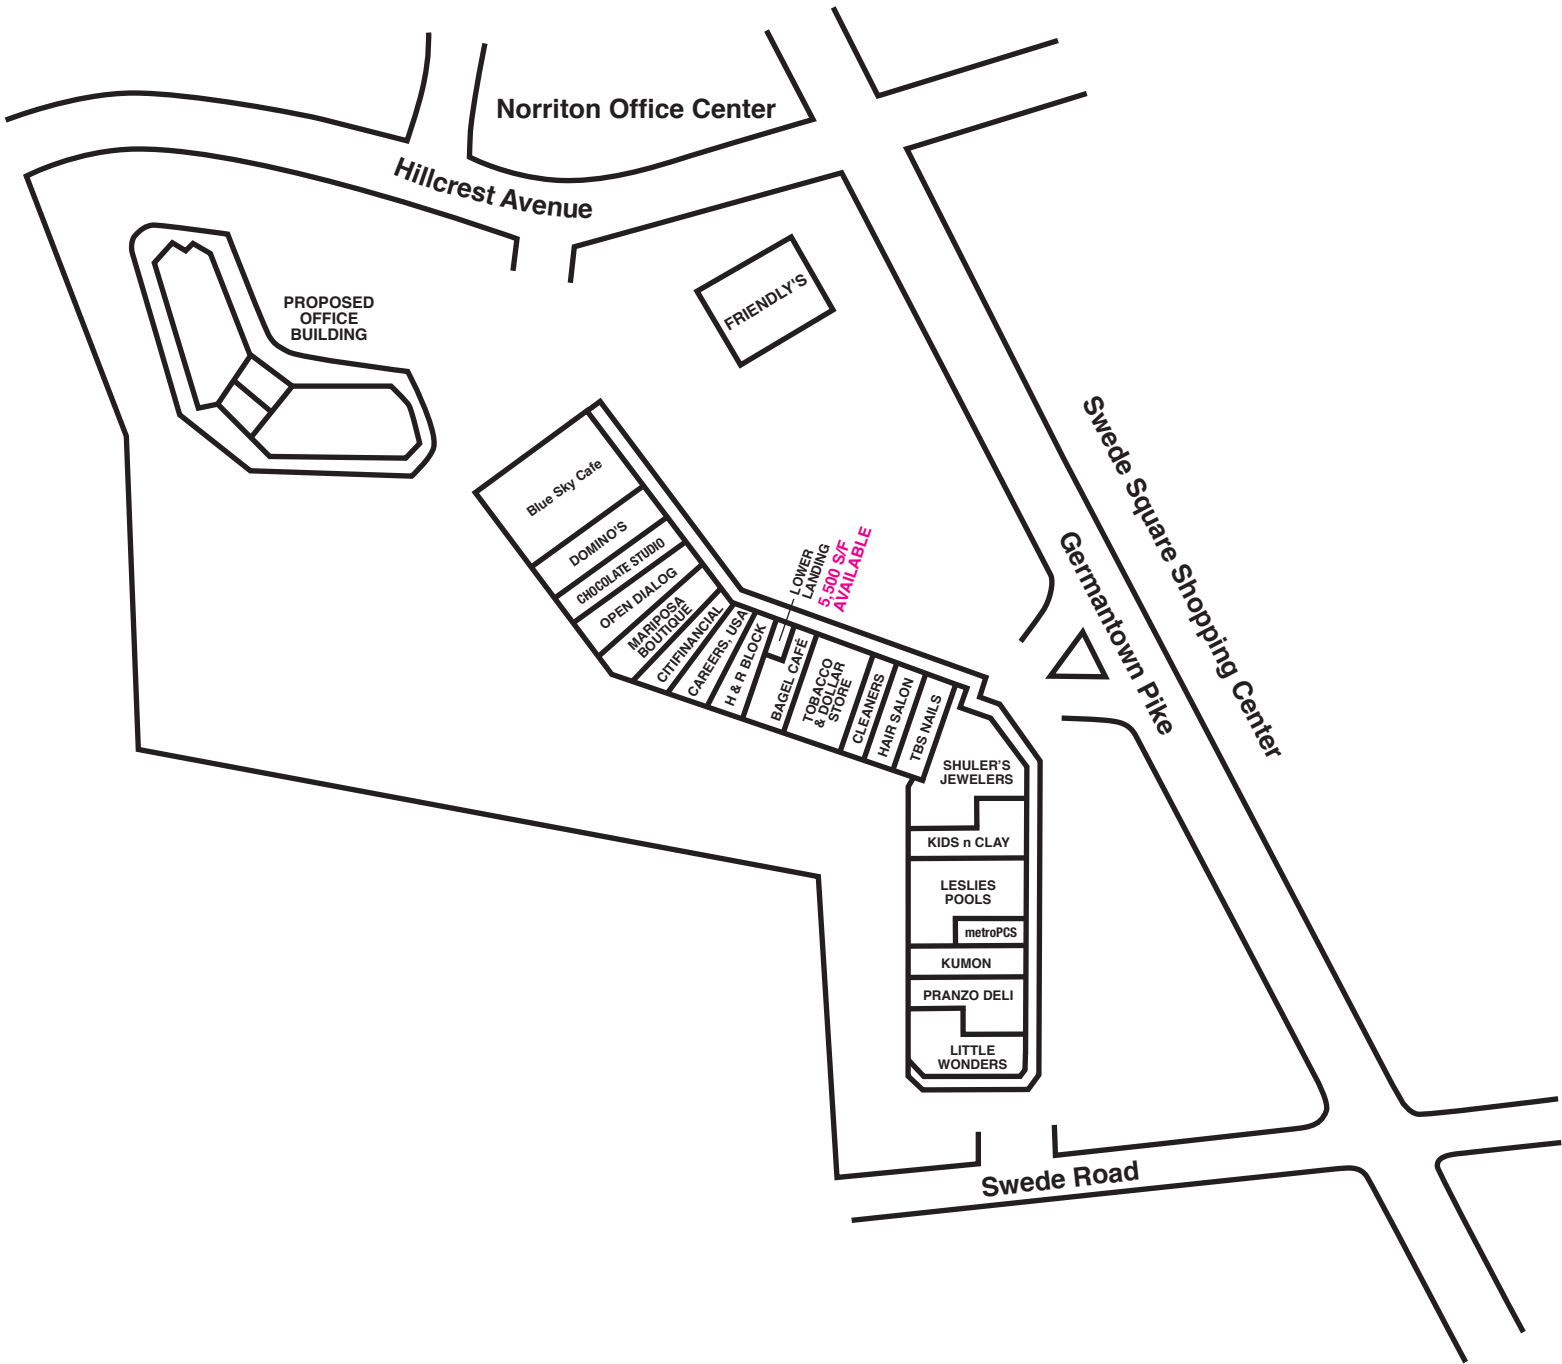 Norriton Office Center
Hillcrest Avenue
PROPOSED
OFFICE
BUILDING
FRIENDLY'S
Swede Square Shopping Center
Germantown Pike
Blue Sky Cafe
DOMINO'S
CHOCOLATE STUDIO
OPEN DIALOG
MARIPOSA
BOUTIQUE
CITIFINANCIAL
CAREERS, USA
H & R BLOCK
LOWER
LANDING
5,500 S/F
AVAILABLE
BAGEL CAFÉ
TOBACCO
& DOLLAR
STORE
CLEANERS
HAIR SALON
TBS NAILS
SHULER'S
JEWELERS
KIDS n CLAY
LESLIES
POOLS
metroPCS
KUMON
PRANZO DELI
LITTLE
WONDERS
Swede Road